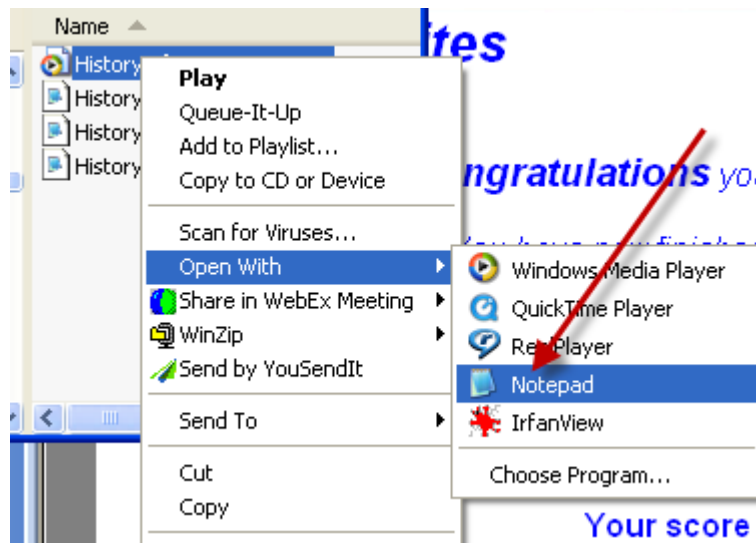 Name
ites
History
Play
Queue-It-Up
History
Add to Playlist...
History
History
Copy to CD or Device
ngratulations you
Scan for Viruses...
Open With
Windows Media Player
Share in WebEx Meeting
QuickTime Player
WinZip
RealPlayer
Send by YouSendIt
Notepad
Send To
IrfanView
Cut
Choose Program...
Copy
Your score